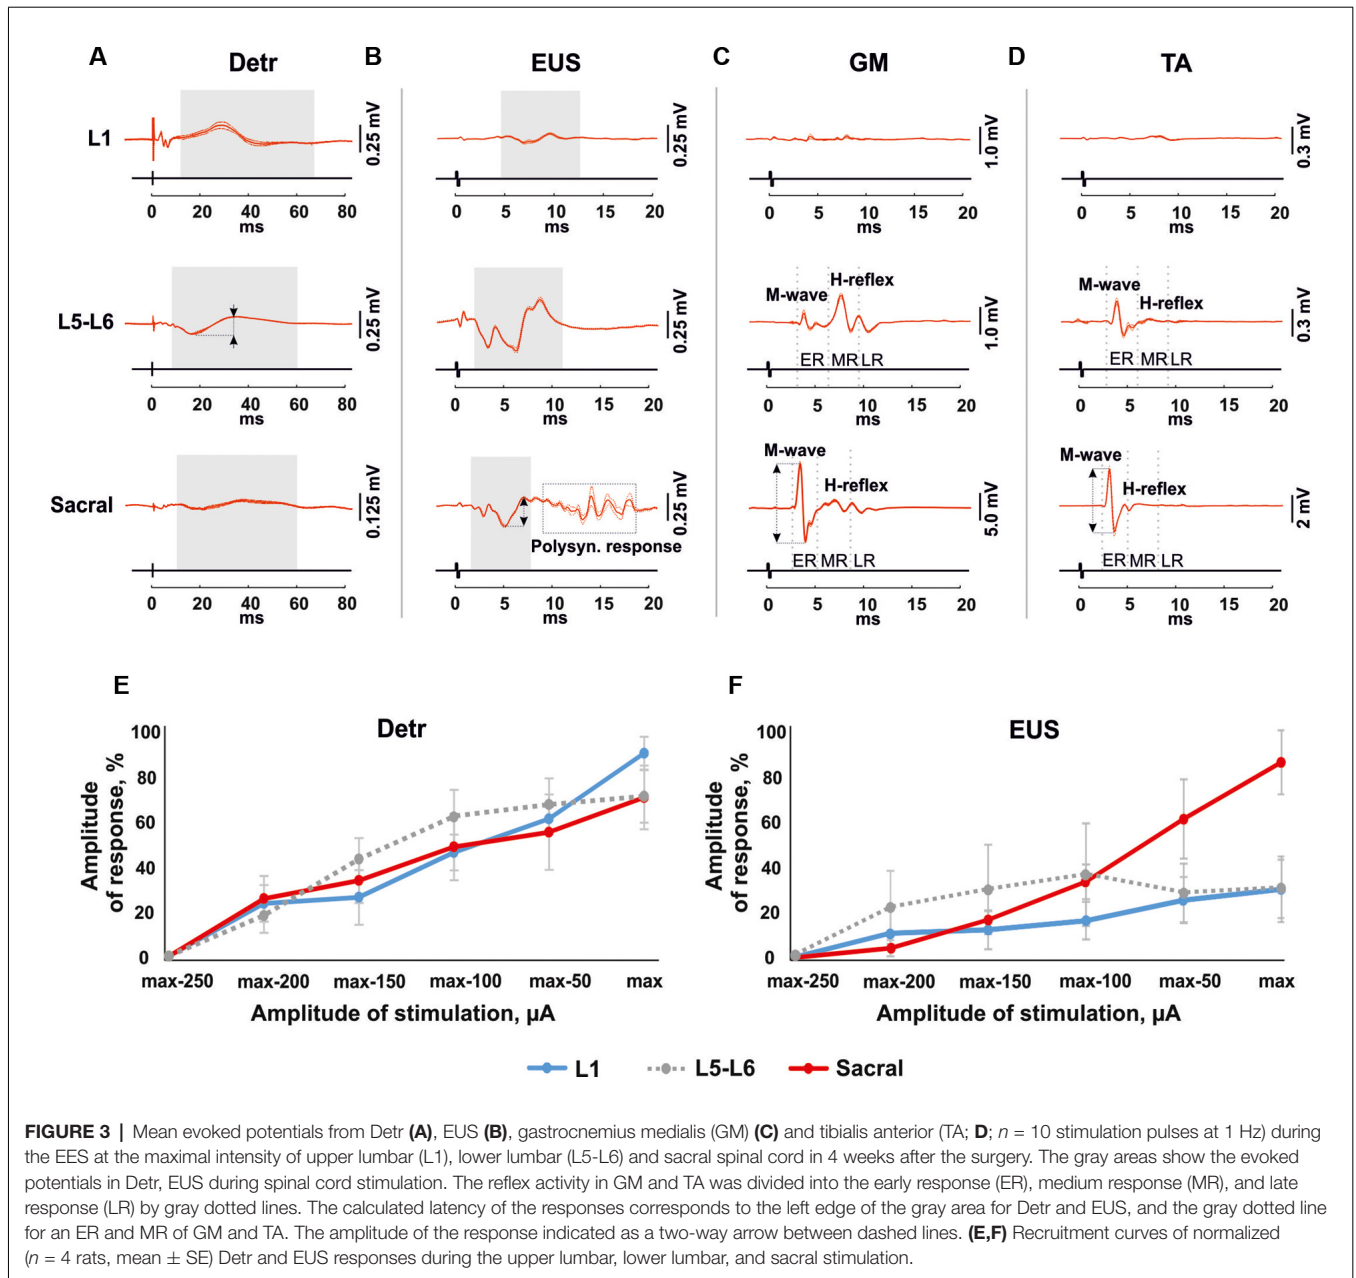 A
Detr
B
EUS
C
GM
D
TA
L1
0.25 mV
0.25 mV
1.0 mV
0.3 mV
0 20 40 60 80
ms
0 5 10 15 20
ms
0 5 10 15 20
ms
0 5 10 15 20
ms
L5-L6
0.25 mV
0.25 mV
M-wave
H-reflex
ER MR LR
1.0 mV
M-wave
H-reflex
ER MR LR
0.3 mV
0 20 40 60 80
ms
0 5 10 15 20
ms
0 5 10 15 20
ms
0 5 10 15 20
ms
Sacral
0.125 mV
Polysyn. response
0.25 mV
M-wave
H-reflex
ER MR LR
5.0 mV
M-wave
H-reflex
ER MR LR
2 mV
0 20 40 60 80
ms
0 5 10 15 20
ms
0 5 10 15 20
ms
0 5 10 15 20
ms
E
Detr
Amplitude
of response, %
100
80
60
40
20
0
max-250 max-200 max-150 max-100 max-50 max
Amplitude of stimulation, µA
F
EUS
Amplitude
of response, %
100
80
60
40
20
0
max-250 max-200 max-150 max-100 max-50 max
Amplitude of stimulation, µA
L1 L5-L6 Sacral
FIGURE 3 | Mean evoked potentials from Detr (A), EUS (B), gastrocnemius medialis (GM) (C) and tibialis anterior (TA; D; n = 10 stimulation pulses at 1 Hz) during
the EES at the maximal intensity of upper lumbar (L1), lower lumbar (L5-L6) and sacral spinal cord in 4 weeks after the surgery. The gray areas show the evoked
potentials in Detr, EUS during spinal cord stimulation. The reflex activity in GM and TA was divided into the early response (ER), medium response (MR), and late
response (LR) by gray dotted lines. The calculated latency of the responses corresponds to the left edge of the gray area for Detr and EUS, and the gray dotted line
for an ER and MR of GM and TA. The amplitude of the response indicated as a two-way arrow between dashed lines. (E,F) Recruitment curves of normalized
(n = 4 rats, mean ± SE) Detr and EUS responses during the upper lumbar, lower lumbar, and sacral stimulation.